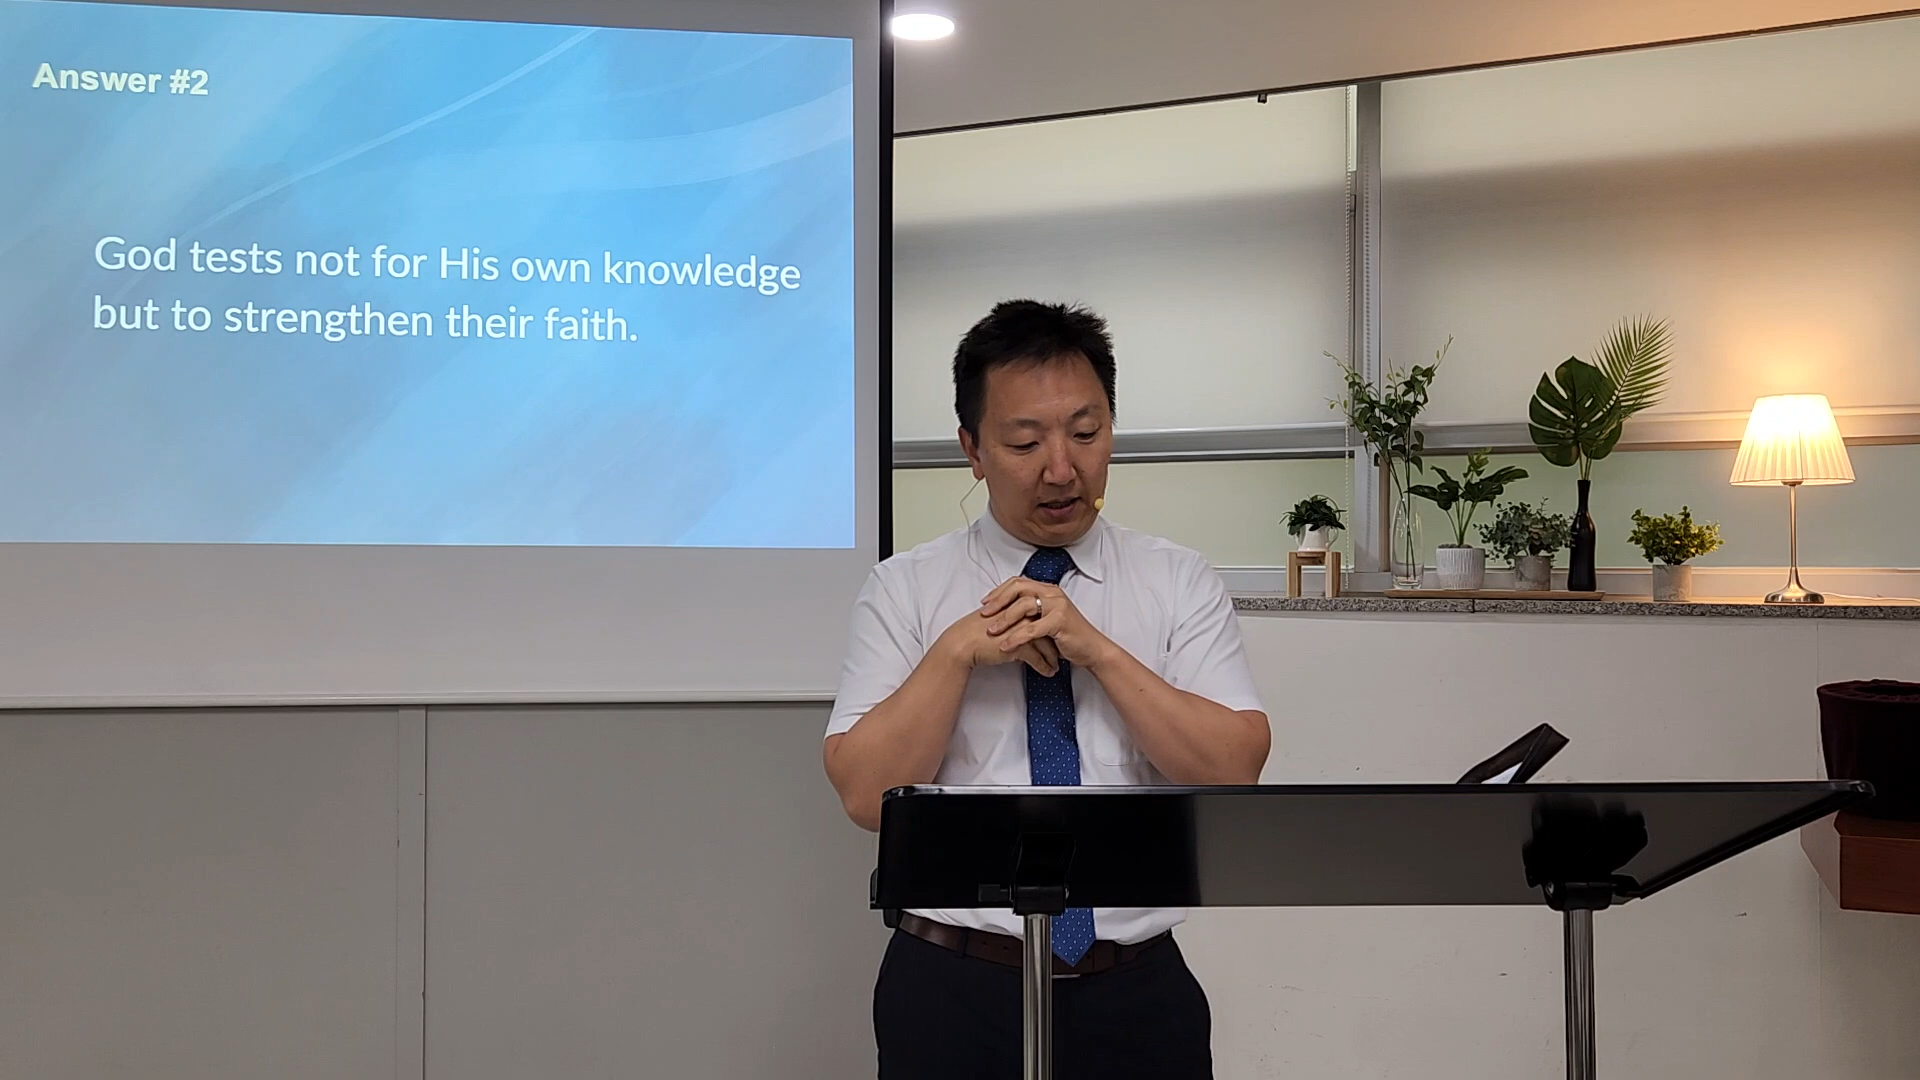 Answer #2
God tests not for His own knowledge
but to strengthen their faith.